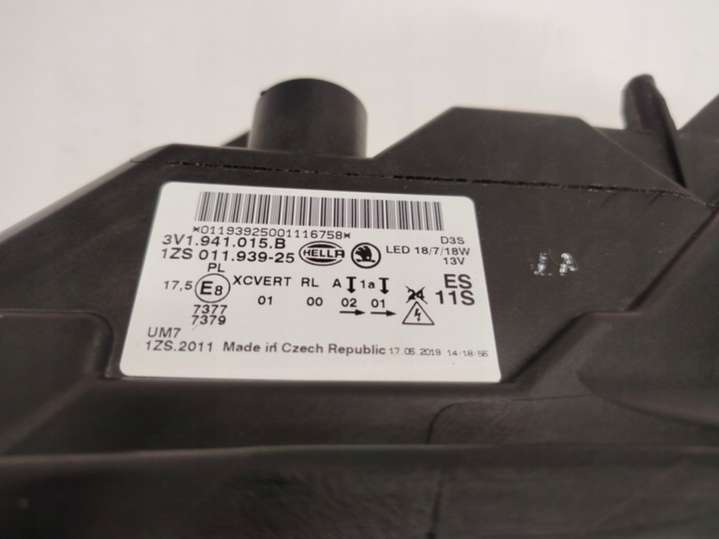 *01193925001116758*
3V1.941.015.B
1ZS 011.939-25
HELLA
D3S
LED 18/7/18W
13V
PL
17,5 E8
XCVERT RL A 1a
01 00 02 01
24
ES
11S
7377
7379
UM7
1ZS.2011 Made in Czech Republic 17.06.2019 14:18:56